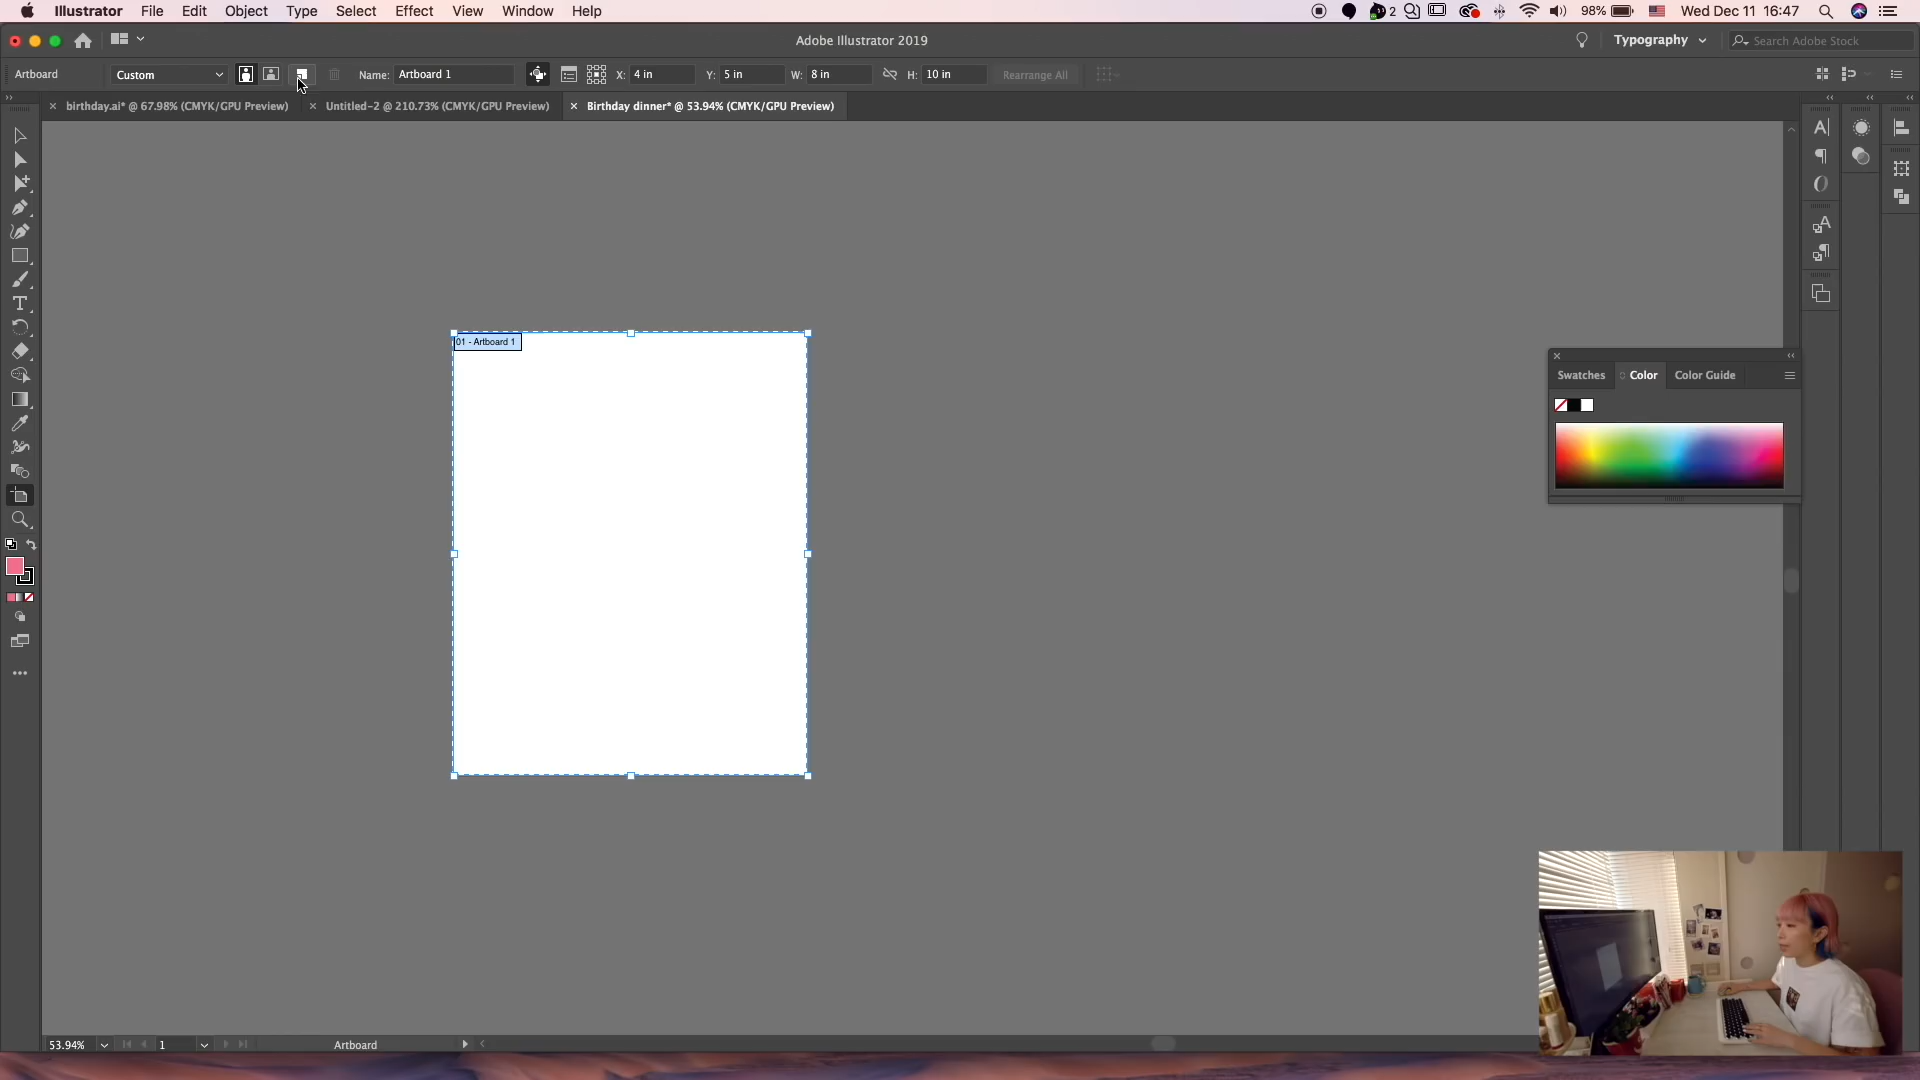 Illustrator File Edit Object Type Select Effect View Window Help
2 98% Wed Dec 11 16:47
Adobe Illustrator 2019
Typography Search Adobe Stock
Artboard Custom Name: Artboard 1 X: 4 in Y: 5 in W: 8 in H: 10 in Rearrange All
birthday.ai* @ 67.98% (CMYK/GPU Preview) Untitled-2 @ 210.73% (CMYK/GPU Preview) Birthday dinner* @ 53.94% (CMYK/GPU Preview)
01 - Artboard 1
Swatches Color Color Guide
53.94% 1 Artboard